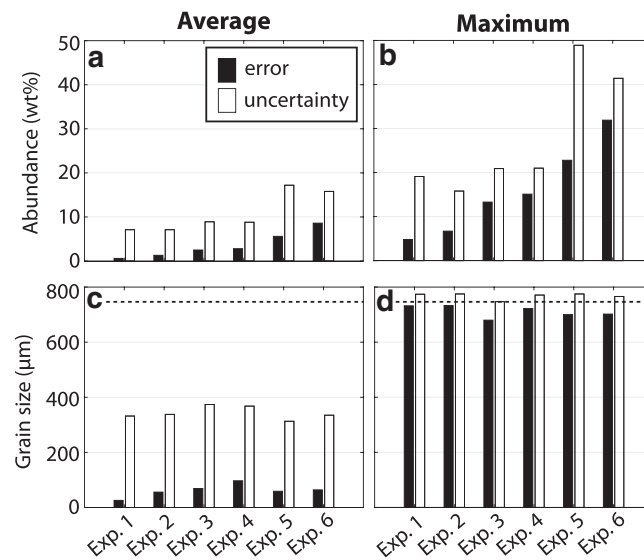 Average
Maximum
a
b
error
uncertainty
Abundance (wt%)
50
40
30
20
10
0
c
d
Grain size (μm)
800
600
400
200
0
Exp. 1
Exp. 2
Exp. 3
Exp. 4
Exp. 5
Exp. 6
Exp. 1
Exp. 2
Exp. 3
Exp. 4
Exp. 5
Exp. 6